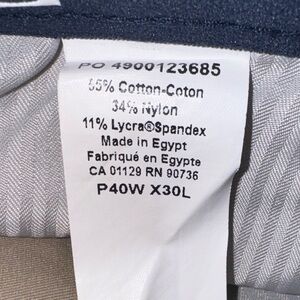 PO 4900123685
55% Cotton-Coton
34% Nylon
11% Lycra®Spandex
Made in Egypt
Fabriqué en Egypte
CA 01129 RN 90736
P40W X30L